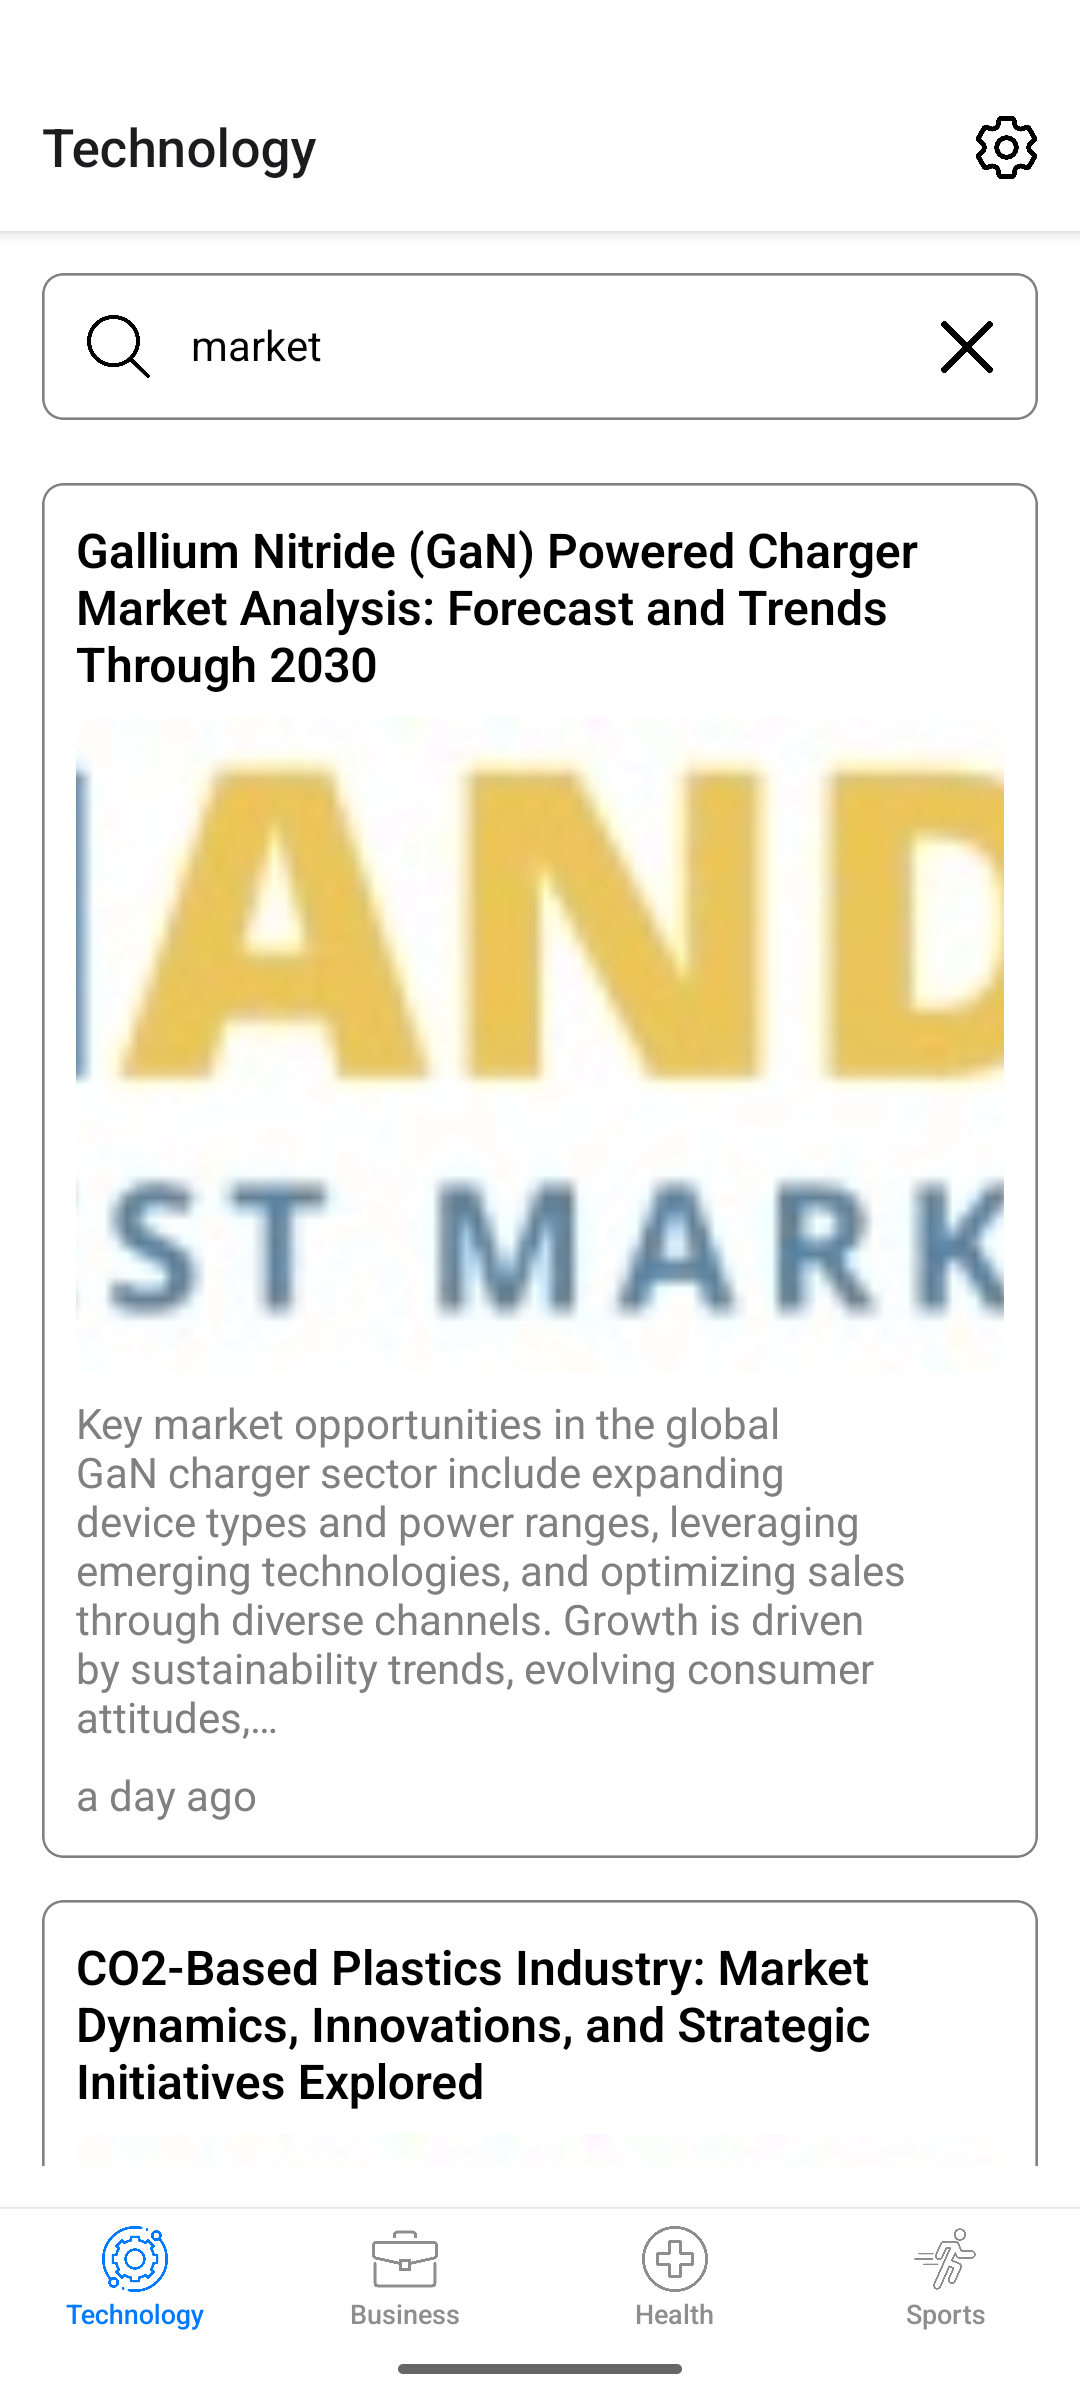 Technology
market
Gallium Nitride (GaN) Powered Charger
Market Analysis: Forecast and Trends
Through 2030
AND
ST MARK
Key market opportunities in the global
GaN charger sector include expanding
device types and power ranges, leveraging
emerging technologies, and optimizing sales
through diverse channels. Growth is driven
by sustainability trends, evolving consumer
attitudes,...
a day ago
CO2-Based Plastics Industry: Market
Dynamics, Innovations, and Strategic
Initiatives Explored
Technology
Business
Health
Sports